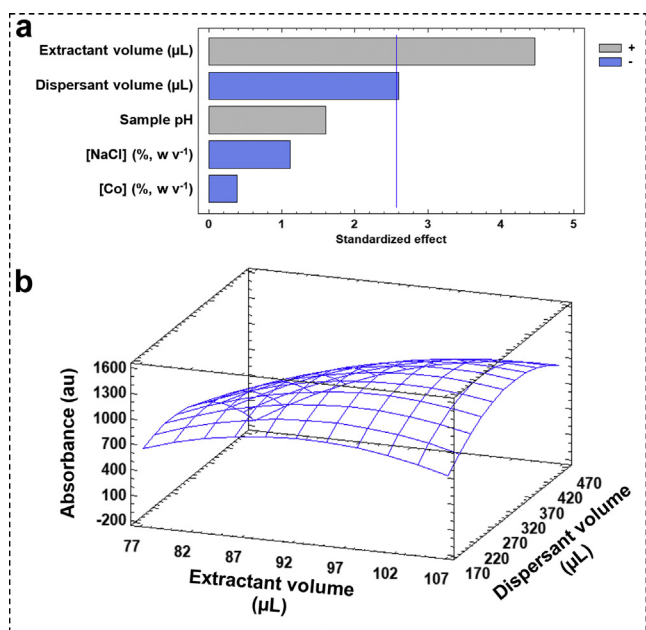 a
Extractant volume (µL)
Dispersant volume (µL)
Sample pH
[NaCl] (%, w v⁻¹)
[Co] (%, w v⁻¹)
+
-
0 1 2 3 4 5
Standardized effect
b
Absorbance (au)
1600
1300
1000
700
400
100
-200
77 82 87 92 97 102 107
Extractant volume
(µL)
170 220 270 320 370 420 470
Dispersant volume
(µL)